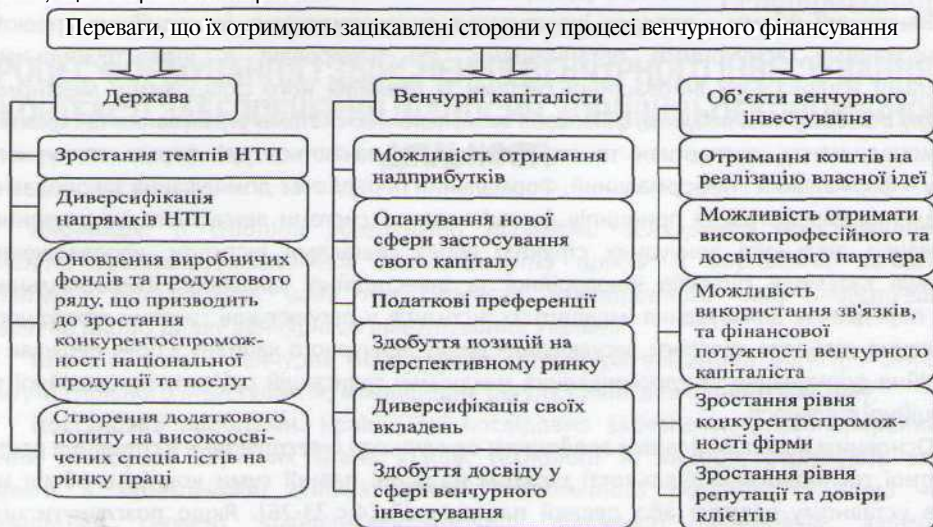 Переваги, що їх отримують зацікавлені сторони у процесі венчурного фінансування
Держава
Зростання темпів НТП
Диверсифікація
ризиків НТП
Оновлення виробничих
фондів та продуктового
ряду, що призводить
до зростання
конкурентоспромож-
ності національної
продукції та послуг
Створення додаткового
попиту на високоосві-
чених спеціалістів на
ринку праці
Венчурні капіталісти
Можливість отримання
надприбутків
Опанування нової
сфери застосування
свого капіталу
Податкові преференції
Здобуття позицій на
перспективному ринку
Диверсифікація своїх
вкладень
Здобуття досвіду у
сфері венчурного
інвестування
Об’єкти венчурного
інвестування
Отримання коштів на
реалізацію власної ідеї
Можливість отримати
високопрофесійного
досвідченого партнера
Можливість
використання зв'язків,
та фінансової
потужності венчурного
капіталіста
Зростання рівня
конкурентоспромож-
ності фірми
Зростання рівня
репутації та довіри
клієнтів